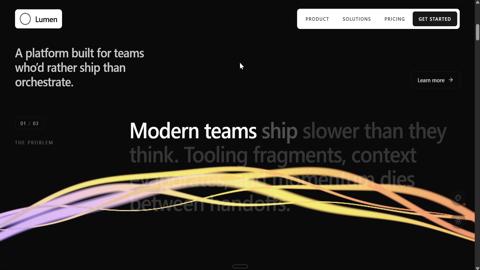 Lumen
PRODUCT
SOLUTIONS
PRICING
GET STARTED
A platform built for teams
who'd rather ship than
orchestrate.
Learn more →
01 / 03
THE PROBLEM
Modern teams ship slower than they
think. Tooling fragments, context
dies
between handoffs.